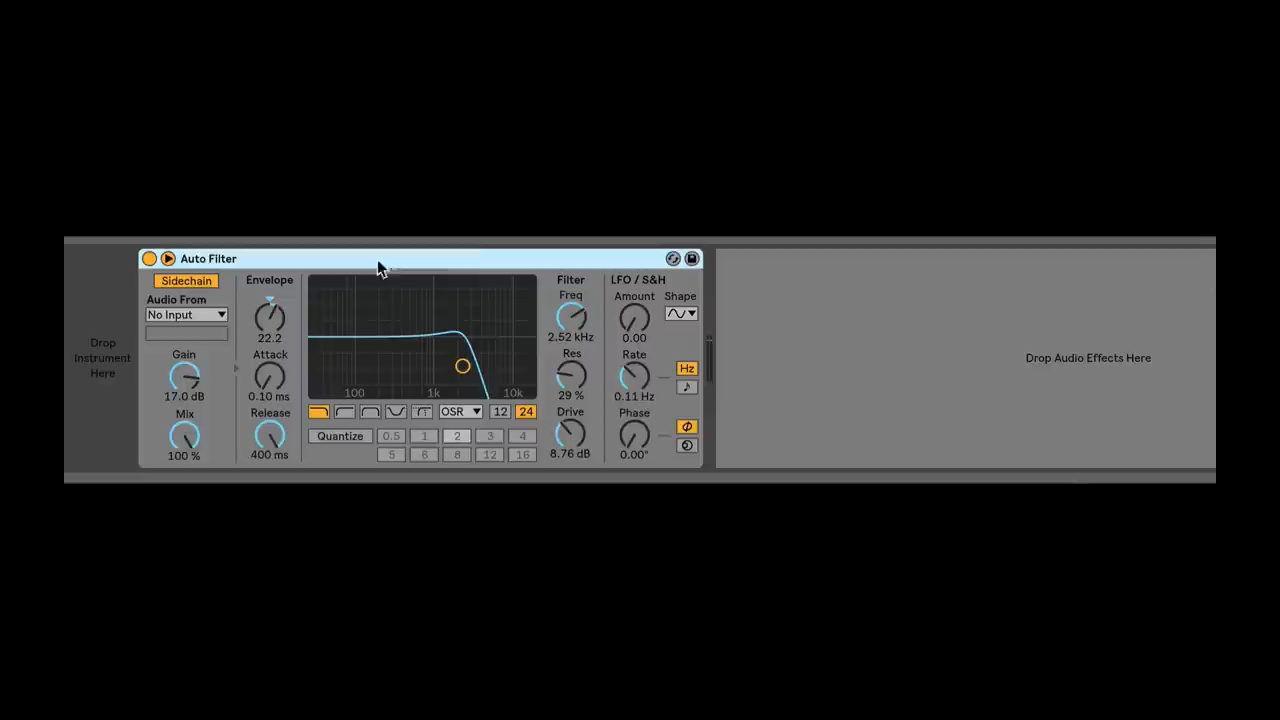 Auto Filter
Drop
Instrument
Here
Sidechain
Audio From
No Input
Gain
17.0 dB
Mix
100 %
Envelope
22.2
Attack
0.10 ms
Release
400 ms
100 1k 10k
OSR 12 24
Quantize 0.5 1 2 3 4
5 6 8 12 16
Filter
Freq
2.52 kHz
Res
29 %
Drive
8.76 dB
LFO / S&H
Amount Shape
0.00
Rate
0.11 Hz
Hz
Phase
0.00°
Drop Audio Effects Here